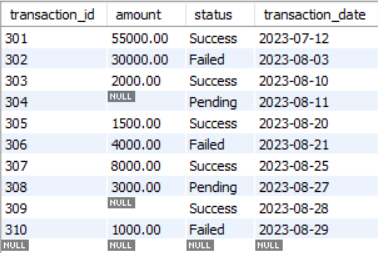 transaction_id amount status transaction_date
301 55000.00 Success 2023-07-12
302 30000.00 Failed 2023-08-03
303 2000.00 Success 2023-08-10
304 NULL Pending 2023-08-11
305 1500.00 Success 2023-08-20
306 4000.00 Failed 2023-08-21
307 8000.00 Success 2023-08-25
308 3000.00 Pending 2023-08-27
309 NULL Success 2023-08-28
310 1000.00 Failed 2023-08-29
NULL NULL NULL NULL